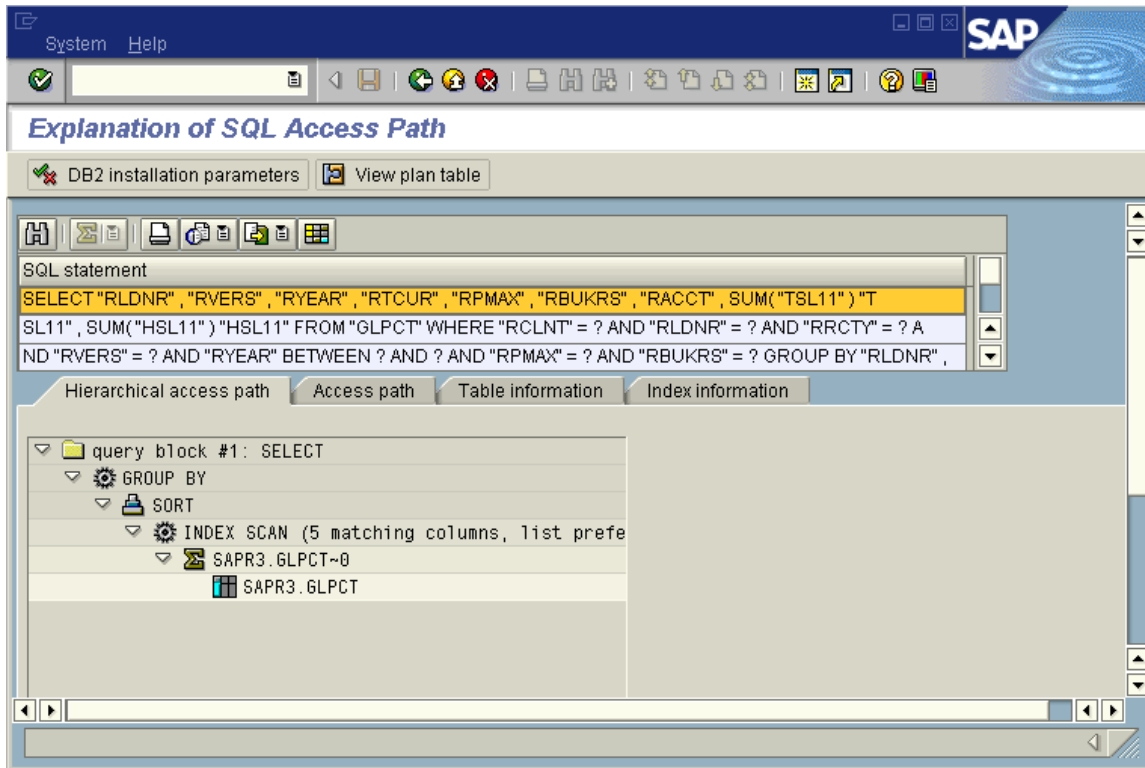 System Help
SAP
Explanation of SQL Access Path
DB2 installation parameters View plan table
SQL statement
SELECT "RLDNR" , "RVERS" , "RYEAR" , "RTCUR" , "RPMAX" , "RBUKRS" , "RACCT" , SUM( "TSL11" ) "T
SL11" , SUM( "HSL11" ) "HSL11" FROM "GLPCT" WHERE "RCLNT" = ? AND "RLDNR" = ? AND "RRCTY" = ? A
ND "RVERS" = ? AND "RYEAR" BETWEEN ? AND ? AND "RPMAX" = ? AND "RBUKRS" = ? GROUP BY "RLDNR" ,
Hierarchical access path Access path Table information Index information
query block #1: SELECT
GROUP BY
SORT
INDEX SCAN (5 matching columns, list prefe
SAPR3.GLPCT~0
SAPR3.GLPCT